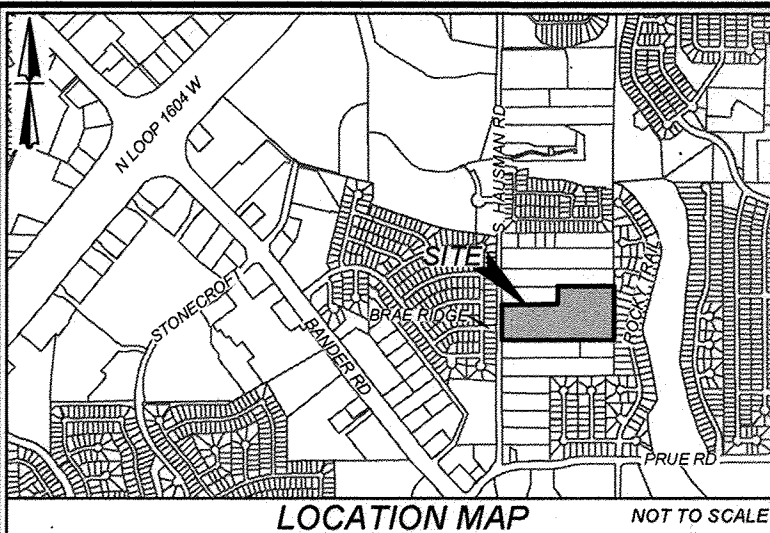 N LOOP 1604 W
S. HAUSMAN RD
SITE
STONECROFT
BRAE RIDGE
ROCKY TRAIL
BANDER RD
PRUE RD
LOCATION MAP
NOT TO SCALE